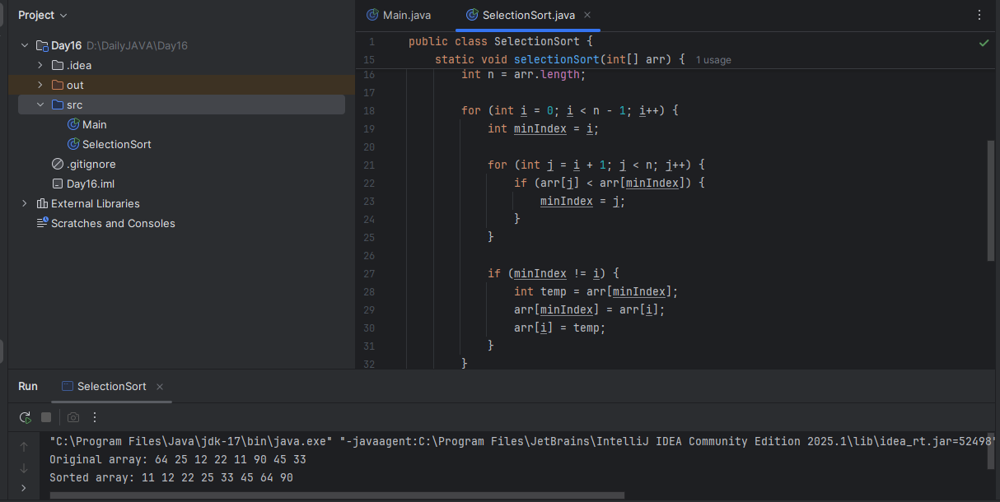 Project
Day16 D:\DailyJAVA\Day16
.idea
out
src
Main
SelectionSort
.gitignore
Day16.iml
External Libraries
Scratches and Consoles
Main.java SelectionSort.java
1 public class SelectionSort {
15 static void selectionSort(int[] arr) { 1 usage
16 int n = arr.length;
17
18 for (int i = 0; i < n - 1; i++) {
19 int minIndex = i;
20
21 for (int j = i + 1; j < n; j++) {
22 if (arr[j] < arr[minIndex]) {
23 minIndex = j;
24 }
25 }
26
27 if (minIndex != i) {
28 int temp = arr[minIndex];
29 arr[minIndex] = arr[i];
30 arr[i] = temp;
31 }
32 }
Run SelectionSort
"C:\Program Files\Java\jdk-17\bin\java.exe" "-javaagent:C:\Program Files\JetBrains\IntelliJ IDEA Community Edition 2025.1\lib\idea_rt.jar=52498"
Original array: 64 25 12 22 11 90 45 33
Sorted array: 11 12 22 25 33 45 64 90